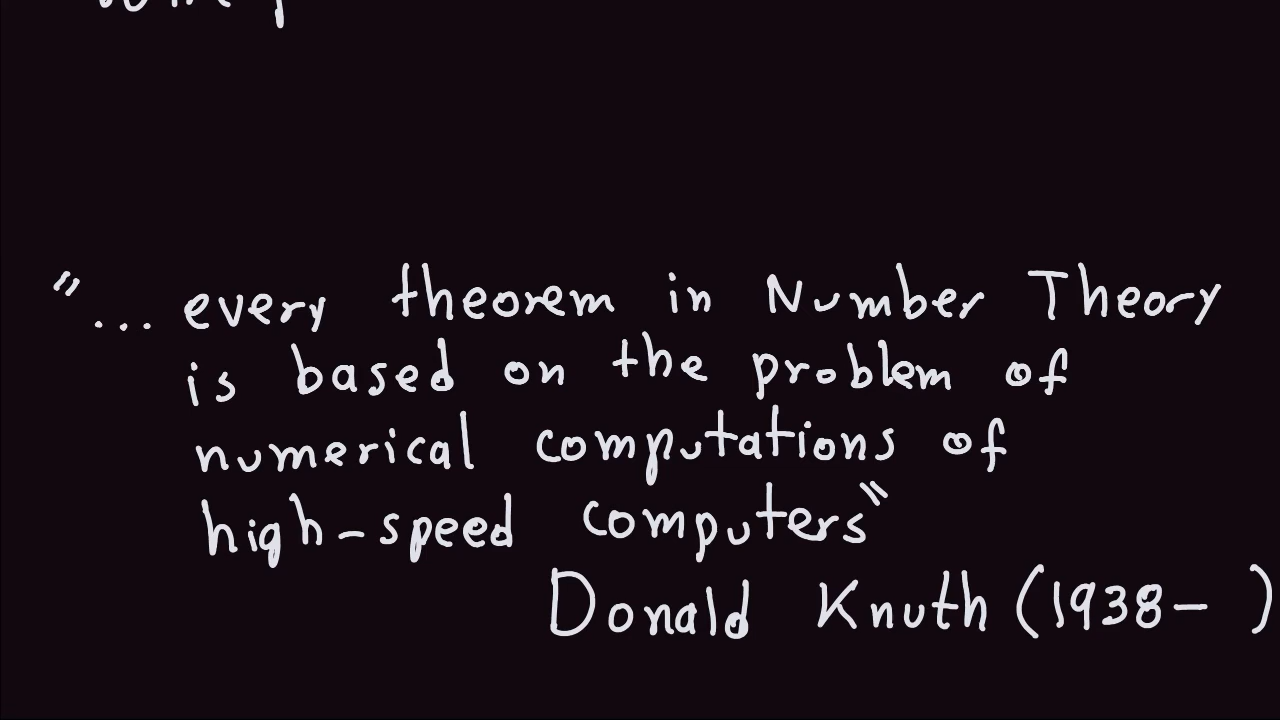 "... every theorem in Number Theory
is based on the problem of
numerical computations of
high-speed computers"
Donald Knuth (1938- )